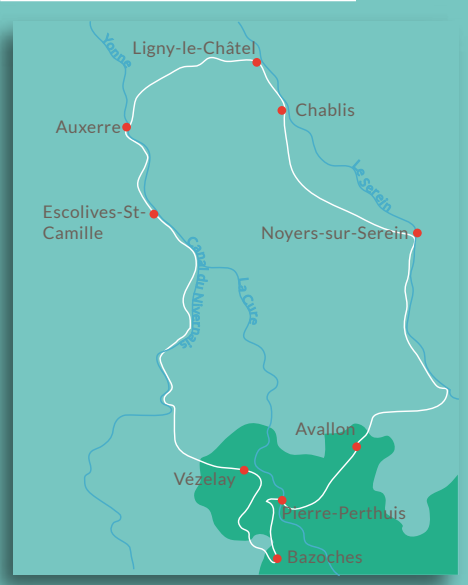 Yonne
Ligny-le-Châtel
Chablis
Auxerre
Le Serein
Escolives-St-
Camille
Noyers-sur-Serein
Canal du Nivernais
La Cure
Avallon
Vézelay
Pierre-Perthuis
Bazoches